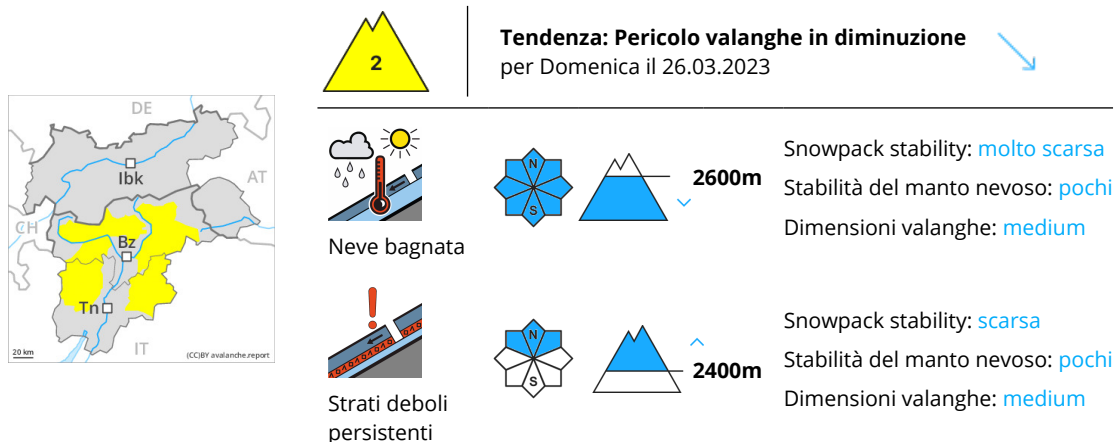 2
Tendenza: Pericolo valanghe in diminuzione
per Domenica il 26.03.2023
DE
Ibk
AT
CH
Bz
Tn
IT
20 km
(CC)BY avalanche.report
Neve bagnata
N
S
2600m
Snowpack stability: molto scarsa
Stabilità del manto nevoso: pochi
Dimensioni valanghe: medium
Strati deboli
persistenti
N
S
2400m
Snowpack stability: scarsa
Stabilità del manto nevoso: pochi
Dimensioni valanghe: medium